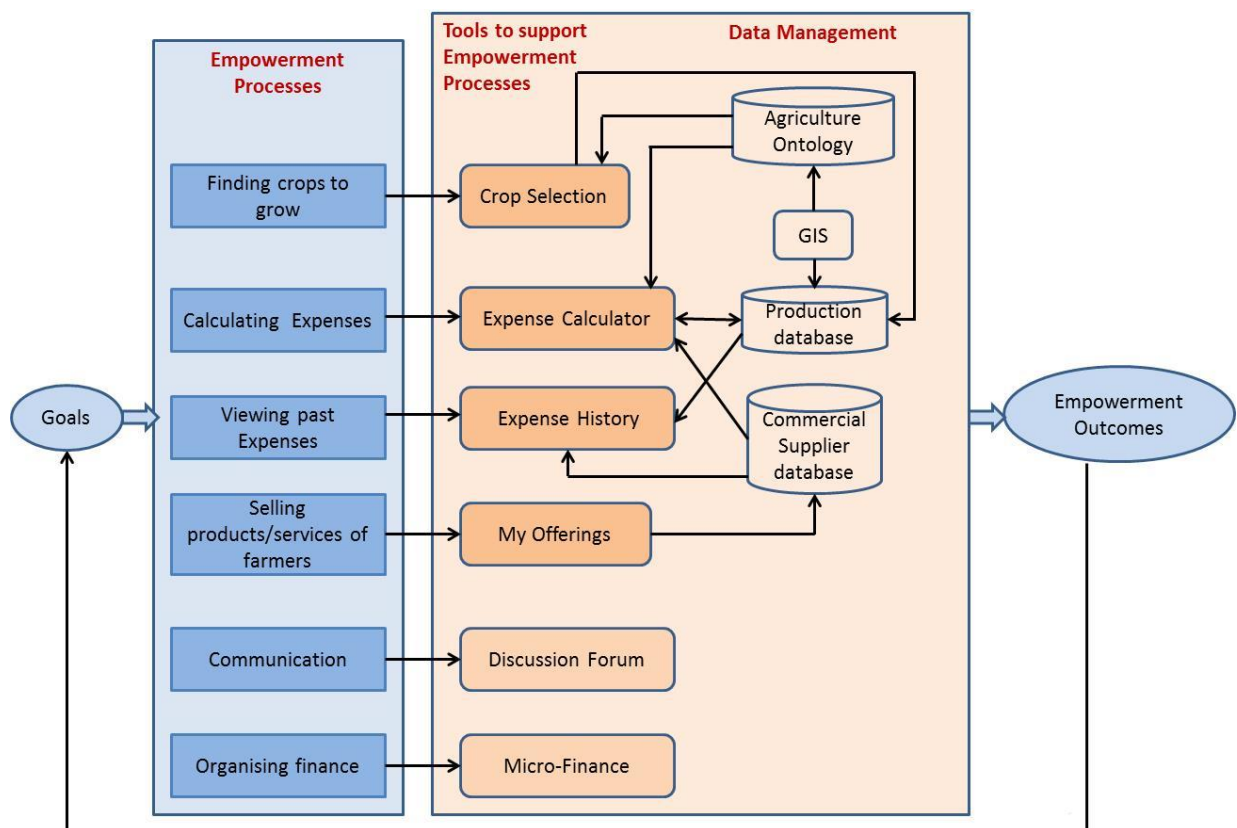 Tools to support
Empowerment
Processes
Data Management
Empowerment
Processes
Agriculture
Ontology
Finding crops to
grow
Crop Selection
GIS
Calculating Expenses
Expense Calculator
Production
database
Goals
Viewing past
Expenses
Expense History
Commercial
Supplier
database
Empowerment
Outcomes
Selling
products/services of
farmers
My Offerings
Communication
Discussion Forum
Organising finance
Micro-Finance